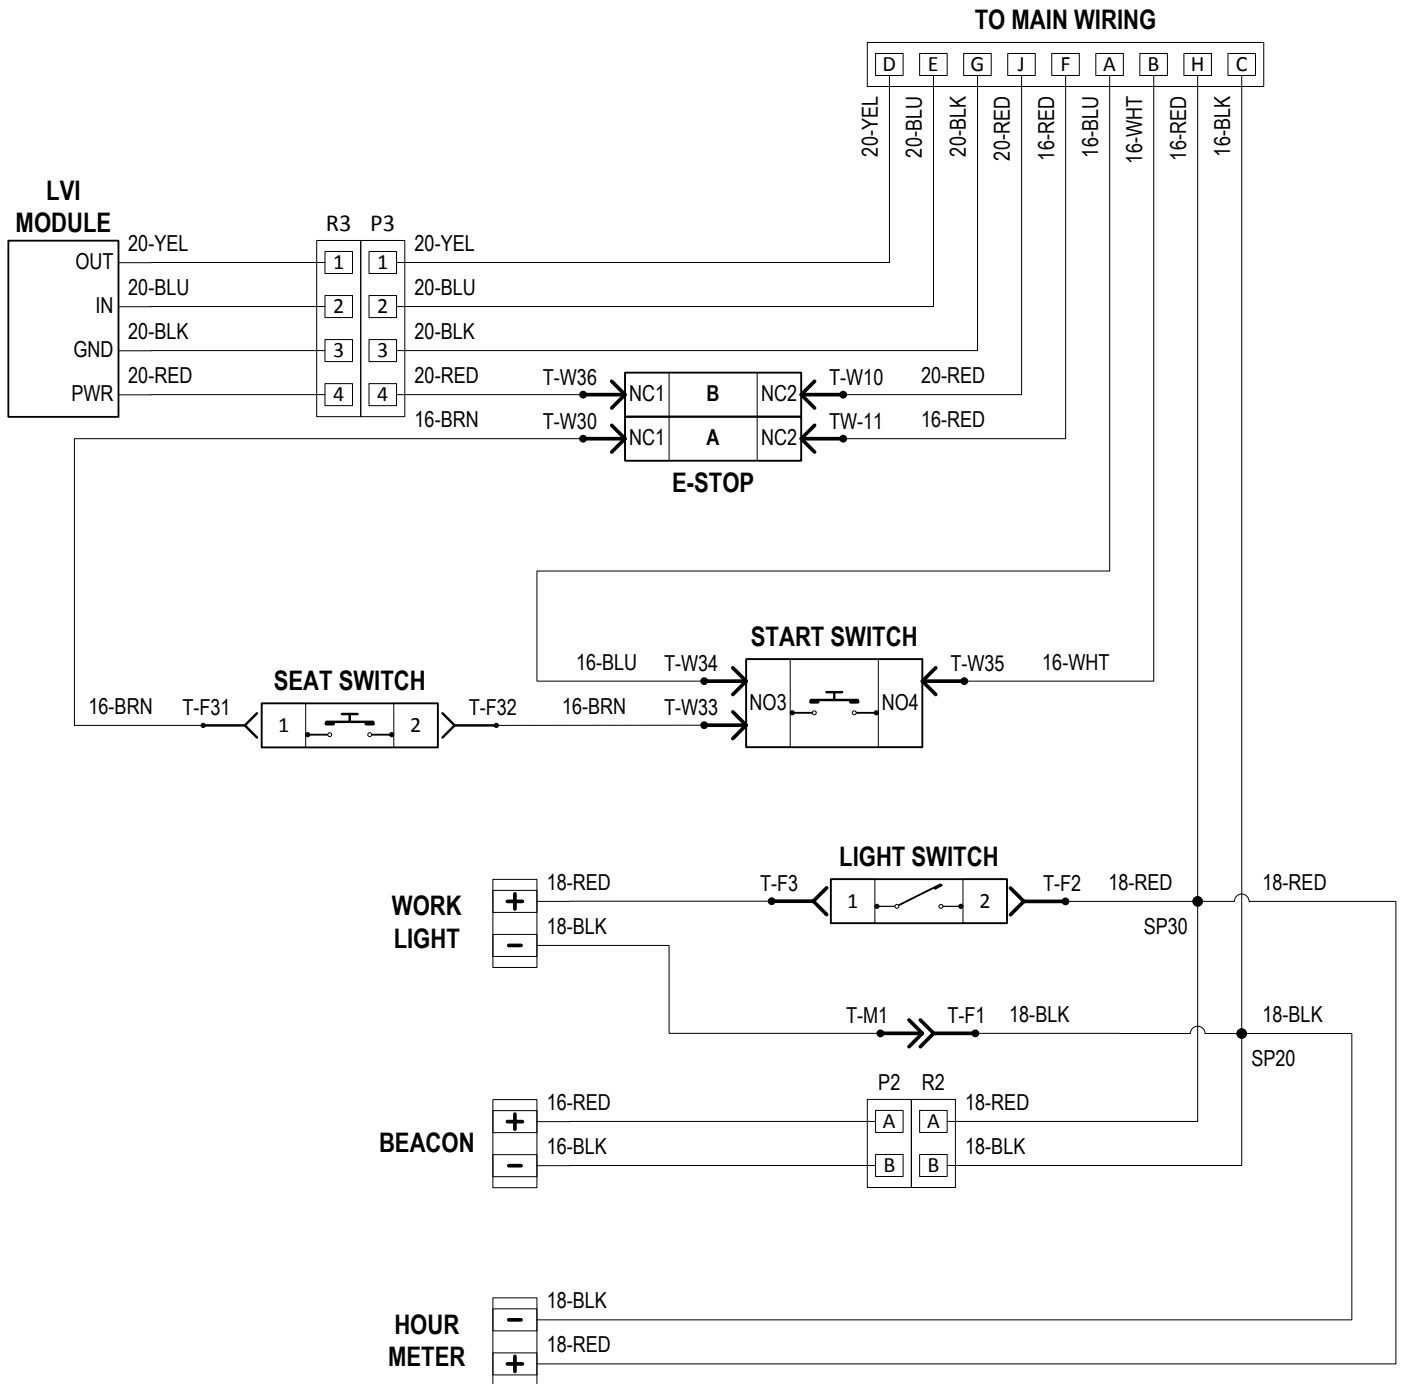 TO MAIN WIRING
D E G J F A B H C
20-YEL 20-BLU 20-BLK 20-RED 16-RED 16-BLU 16-WHT 16-RED 16-BLK
LVI
MODULE
R3 P3
OUT 20-YEL 1 1 20-YEL
IN 20-BLU 2 2 20-BLU
GND 20-BLK 3 3 20-BLK
PWR 20-RED 4 4 20-RED T-W36 NC1 B NC2 T-W10 20-RED
16-BRN T-W30 NC1 A NC2 TW-11 16-RED
E-STOP
START SWITCH
16-BLU T-W34 NO3 NO4 T-W35 16-WHT
SEAT SWITCH
16-BRN T-F31 1 2 T-F32 16-BRN T-W33
LIGHT SWITCH
WORK
LIGHT
+ 18-RED T-F3 1 2 T-F2 18-RED 18-RED
- 18-BLK
SP30
T-M1 T-F1 18-BLK 18-BLK
SP20
P2 R2
BEACON
+ 16-RED A A 18-RED
- 16-BLK B B 18-BLK
HOUR
METER
- 18-BLK
+ 18-RED